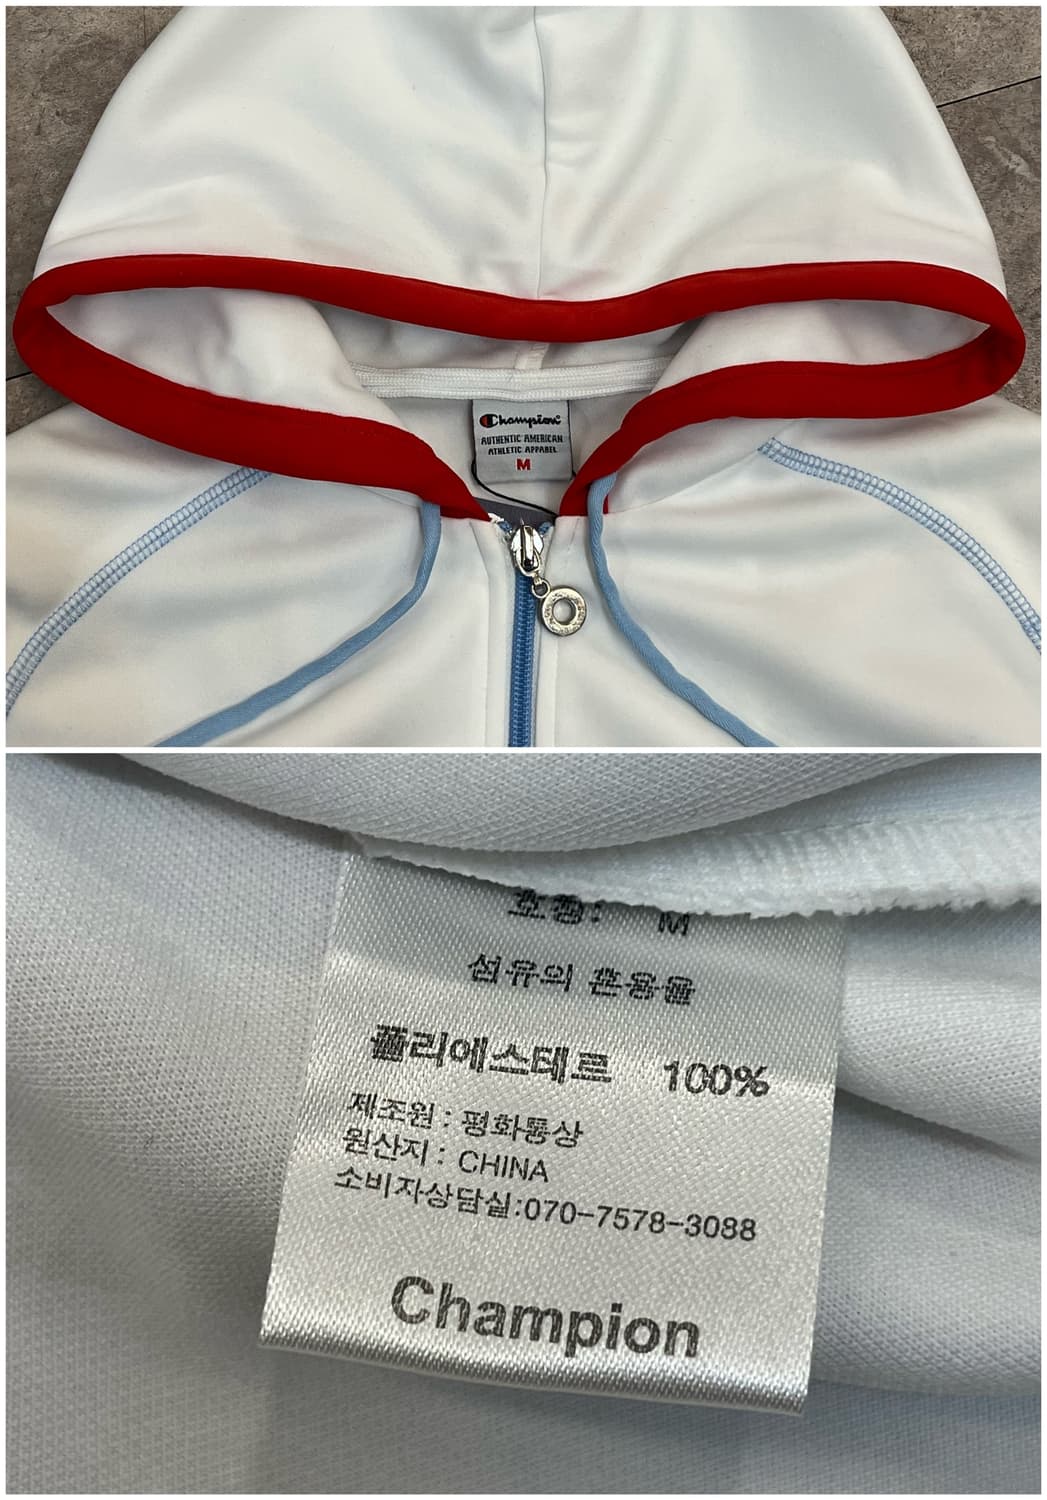 Champion
AUTHENTIC AMERICAN
ATHLETIC APPAREL
M
호칭: M
섬유의 혼용율
폴리에스테르 100%
제조원 : 평화통상
원산지 : CHINA
소비자상담실:070-7578-3088
Champion